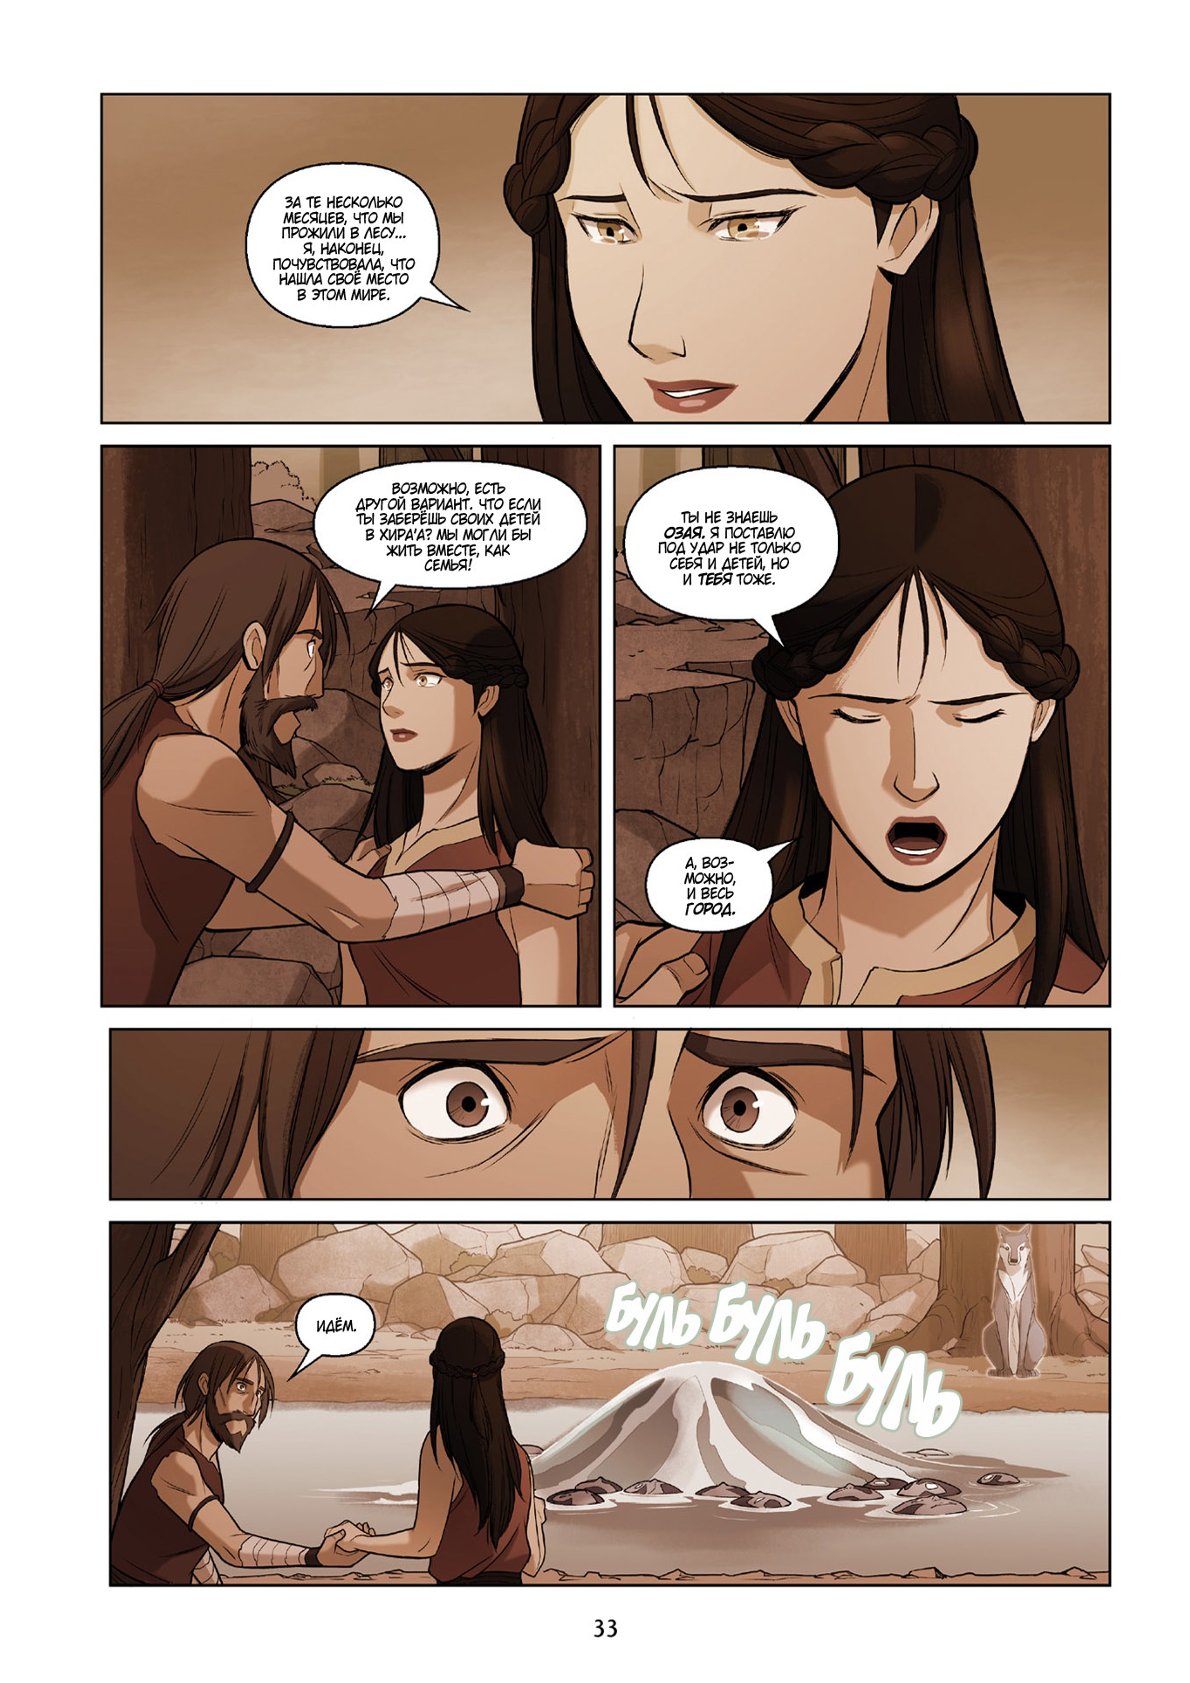 ЗА ТЕ НЕСКОЛЬКО
МЕСЯЦЕВ, ЧТО МЫ
ПРОЖИЛИ В ЛЕСУ...
Я, НАКОНЕЦ,
ПОЧУВСТВОВАЛА, ЧТО
НАШЛА СВОЁ МЕСТО
В ЭТОМ МИРЕ.
ВОЗМОЖНО, ЕСТЬ
ДРУГОЙ ВАРИАНТ. ЧТО ЕСЛИ
ТЫ ЗАБЕРЁШЬ СВОИХ ДЕТЕЙ
В ХИРА'А? МЫ МОГЛИ БЫ
ЖИТЬ ВМЕСТЕ, КАК
СЕМЬЯ!
ТЫ НЕ ЗНАЕШЬ
ОЗАЯ. Я ПОСТАВЛЮ
ПОД УДАР НЕ ТОЛЬКО
СЕБЯ И ДЕТЕЙ, НО
И ТЕБЯ ТОЖЕ.
А, ВОЗ-
МОЖНО,
И ВЕСЬ
ГОРОД.
ИДЁМ.
БУЛЬ БУЛЬ
БУЛЬ
33